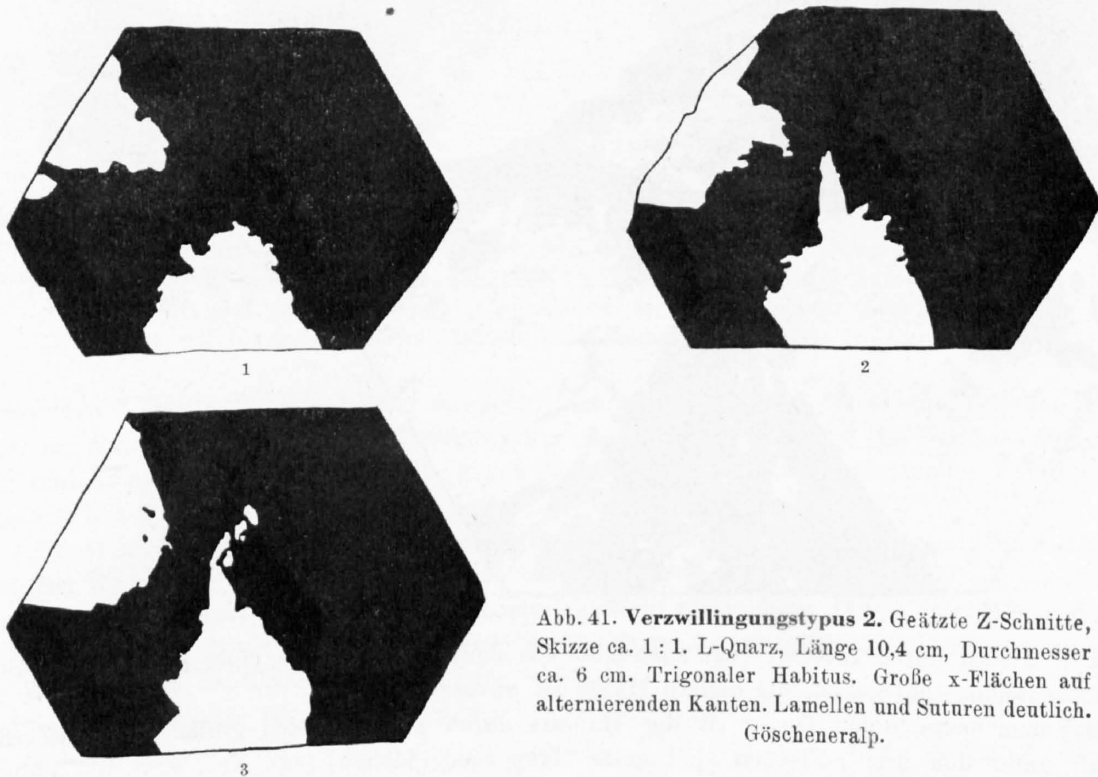 1
2
3
Abb. 41. Verzwillingungstypus 2. Geätzte Z-Schnitte,
Skizze ca. 1 : 1. L-Quarz, Länge 10,4 cm, Durchmesser
ca. 6 cm. Trigonaler Habitus. Große x-Flächen auf
alternierenden Kanten. Lamellen und Suturen deutlich.
Göscheneralp.